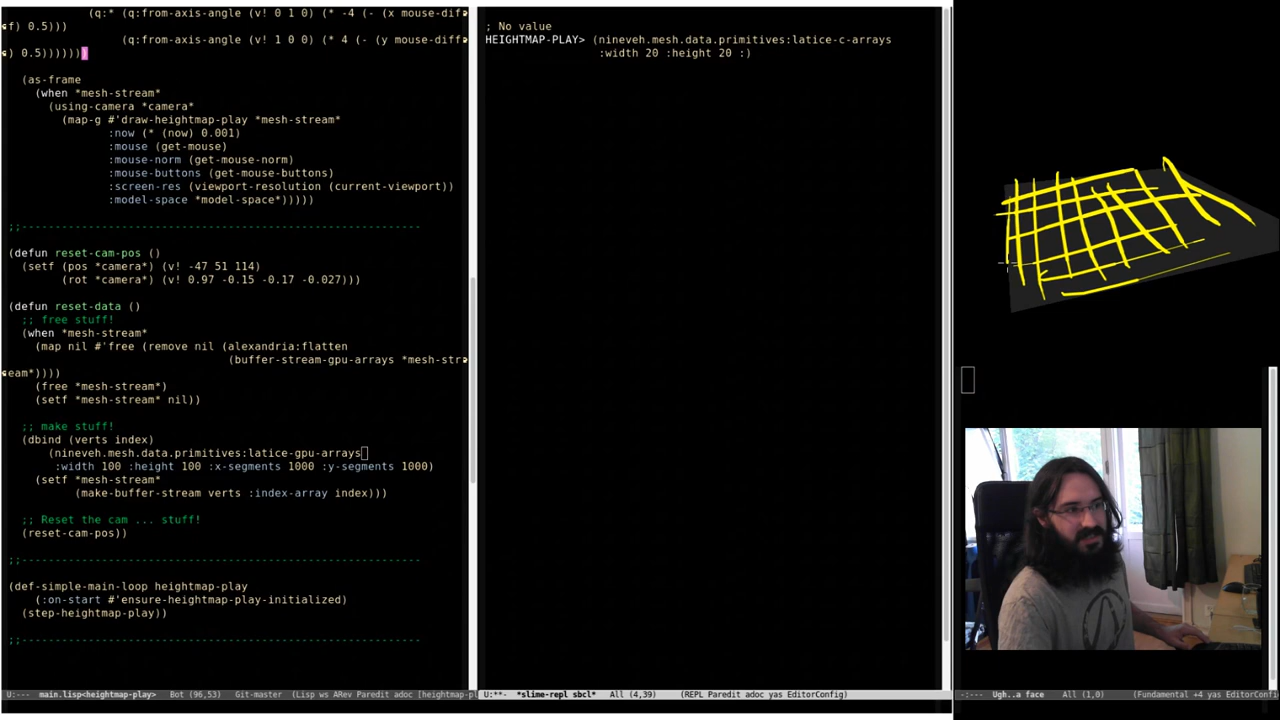 (q:* (q:from-axis-angle (v! 0 1 0) (* -4 (- (x mouse-dif
f) 0.5)))
(q:from-axis-angle (v! 1 0 0) (* 4 (- (y mouse-diff
) 0.5))))))
(as-frame
(when *mesh-stream*
(using-camera *camera*
(map-g #'draw-heightmap-play *mesh-stream*
:now (* (now) 0.001)
:mouse (get-mouse)
:mouse-norm (get-mouse-norm)
:mouse-buttons (get-mouse-buttons)
:screen-res (viewport-resolution (current-viewport))
:model-space *model-space*)))))
;;------------------------------------------------------------
(defun reset-cam-pos ()
(setf (pos *camera*) (v! -47 51 114)
(rot *camera*) (v! 0.97 -0.15 -0.17 -0.027)))
(defun reset-data ()
;; free stuff!
(when *mesh-stream*
(map nil #'free (remove nil (alexandria:flatten
(buffer-stream-gpu-arrays *mesh-str
eam*))))
(free *mesh-stream*)
(setf *mesh-stream* nil))
;; make stuff!
(dbind (verts index)
(nineveh.mesh.data.primitives:latice-gpu-arrays
:width 100 :height 100 :x-segments 1000 :y-segments 1000)
(setf *mesh-stream*
(make-buffer-stream verts :index-array index)))
;; Reset the cam ... stuff!
(reset-cam-pos))
;;------------------------------------------------------------
(def-simple-main-loop heightmap-play
(:on-start #'ensure-heightmap-play-initialized)
(step-heightmap-play))
;;------------------------------------------------------------
U:--- main.lisp<heightmap-play> Bot (96,53) Git-master (Lisp ws ARev Paredit adoc [heightmap-pl
; No value
HEIGHTMAP-PLAY> (nineveh.mesh.data.primitives:latice-c-arrays
:width 20 :height 20 :)
U:**- *slime-repl sbcl* All (4,39) (REPL Paredit adoc yas EditorConfig)
-:--- Ugh..a face All (1,0) (Fundamental +4 yas EditorConfi